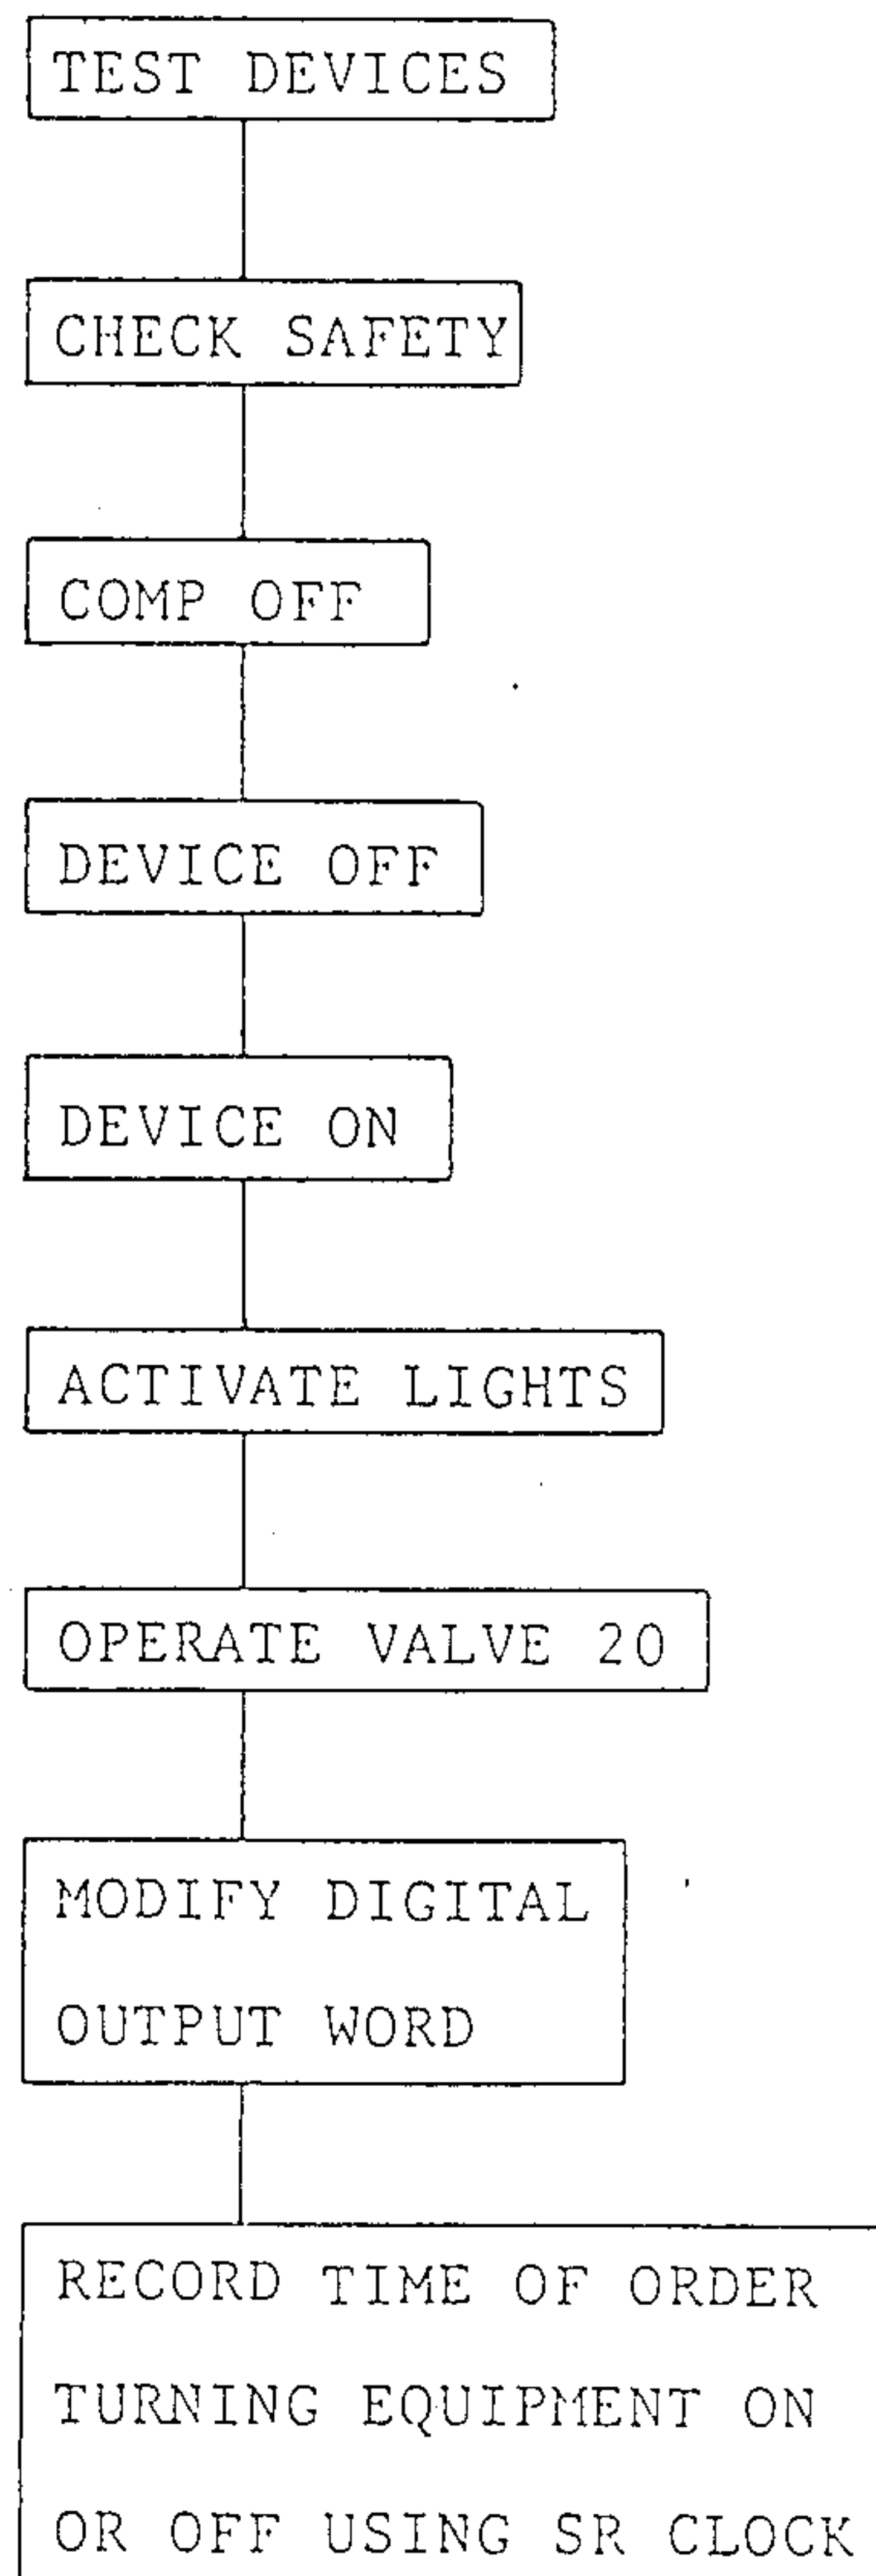 TEST DEVICES
CHECK SAFETY
COMP OFF
DEVICE OFF
DEVICE ON
ACTIVATE LIGHTS
OPERATE VALVE 20
MODIFY DIGITAL
OUTPUT WORD
RECORD TIME OF ORDER
TURNING EQUIPMENT ON
OR OFF USING SR CLOCK